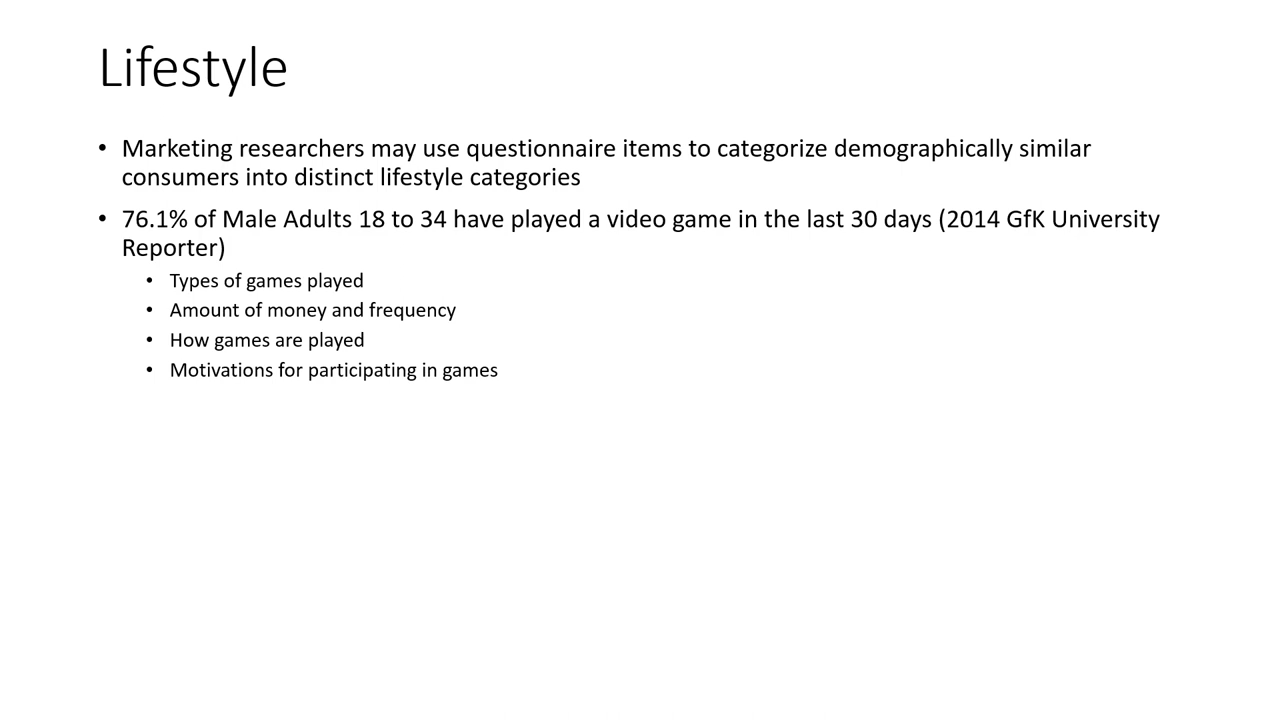 Lifestyle
• Marketing researchers may use questionnaire items to categorize demographically similar
consumers into distinct lifestyle categories
• 76.1% of Male Adults 18 to 34 have played a video game in the last 30 days (2014 GfK University
Reporter)
• Types of games played
• Amount of money and frequency
• How games are played
• Motivations for participating in games